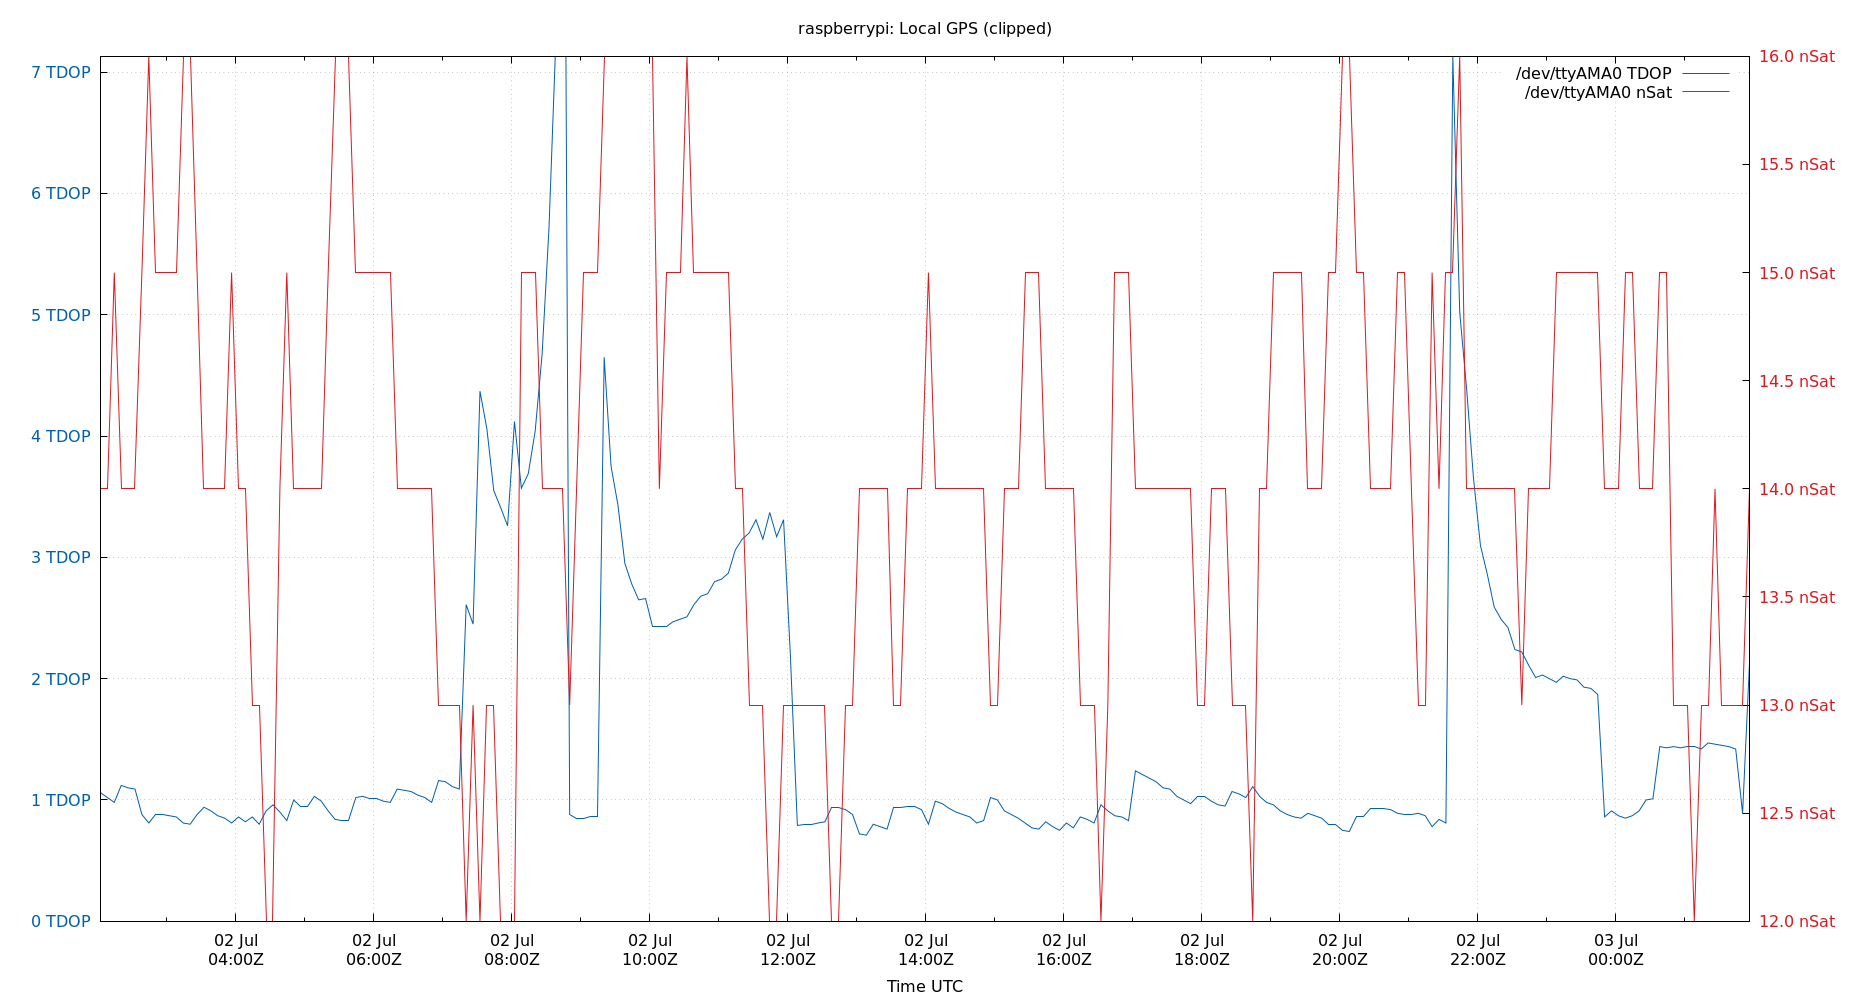 raspberrypi: Local GPS (clipped)
7 TDOP
6 TDOP
5 TDOP
4 TDOP
3 TDOP
2 TDOP
1 TDOP
0 TDOP
/dev/ttyAMA0 TDOP
/dev/ttyAMA0 nSat
16.0 nSat
15.5 nSat
15.0 nSat
14.5 nSat
14.0 nSat
13.5 nSat
13.0 nSat
12.5 nSat
12.0 nSat
02 Jul 02 Jul 02 Jul 02 Jul 02 Jul 02 Jul 02 Jul 02 Jul 02 Jul 02 Jul 03 Jul
04:00Z 06:00Z 08:00Z 10:00Z 12:00Z 14:00Z 16:00Z 18:00Z 20:00Z 22:00Z 00:00Z
Time UTC